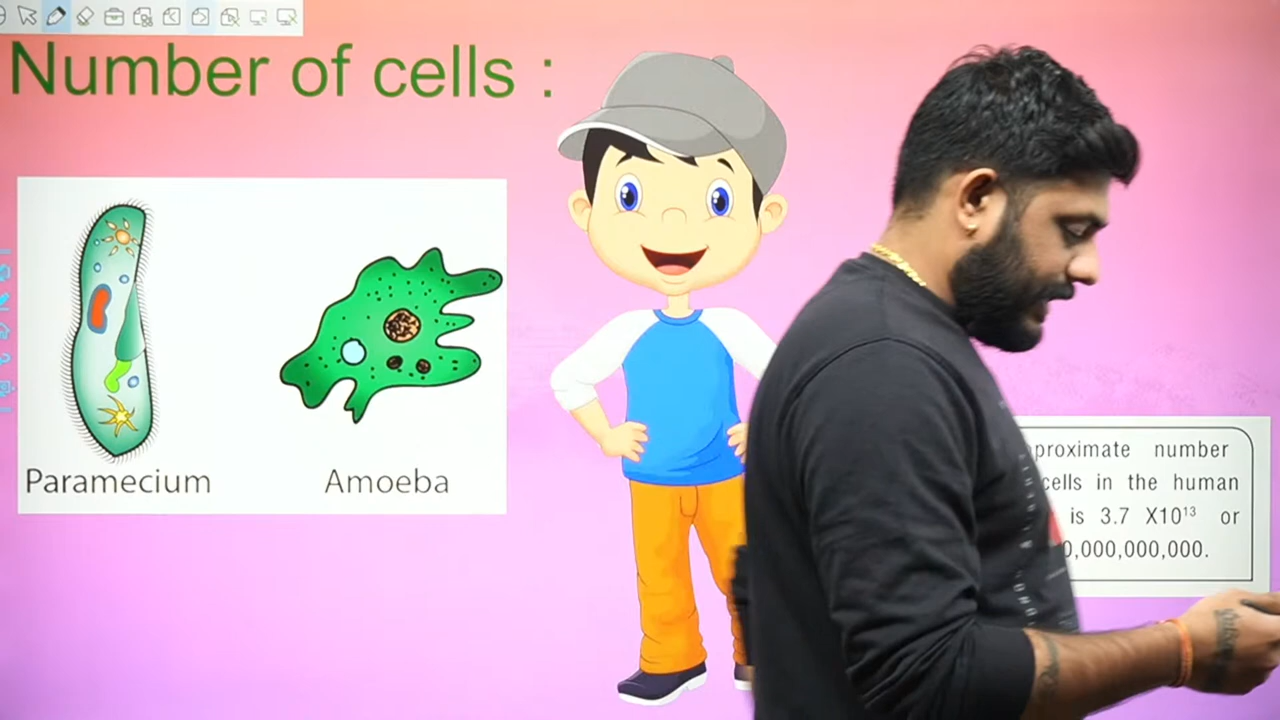 Number of cells :
Paramecium
Amoeba
number
cells in the human
is 3.7 X10¹³ or
0,000,000,000.